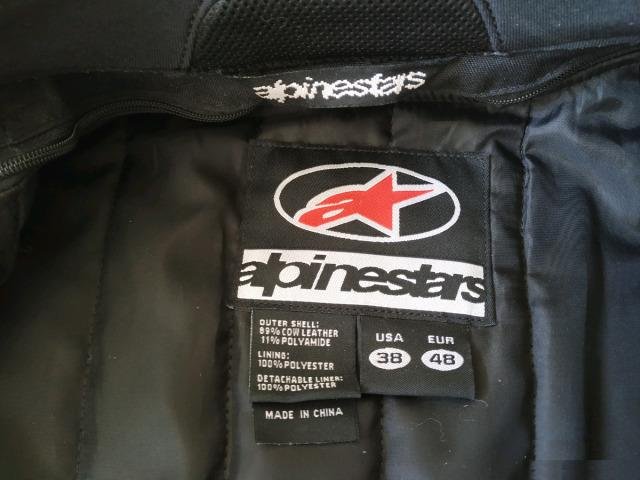 alpinestars
alpinestars
OUTER SHELL:
89% COW LEATHER
11% POLYAMIDE
LINING:
100% POLYESTER
DETACHABLE LINER:
100% POLYESTER
MADE IN CHINA
USA EUR
38 48